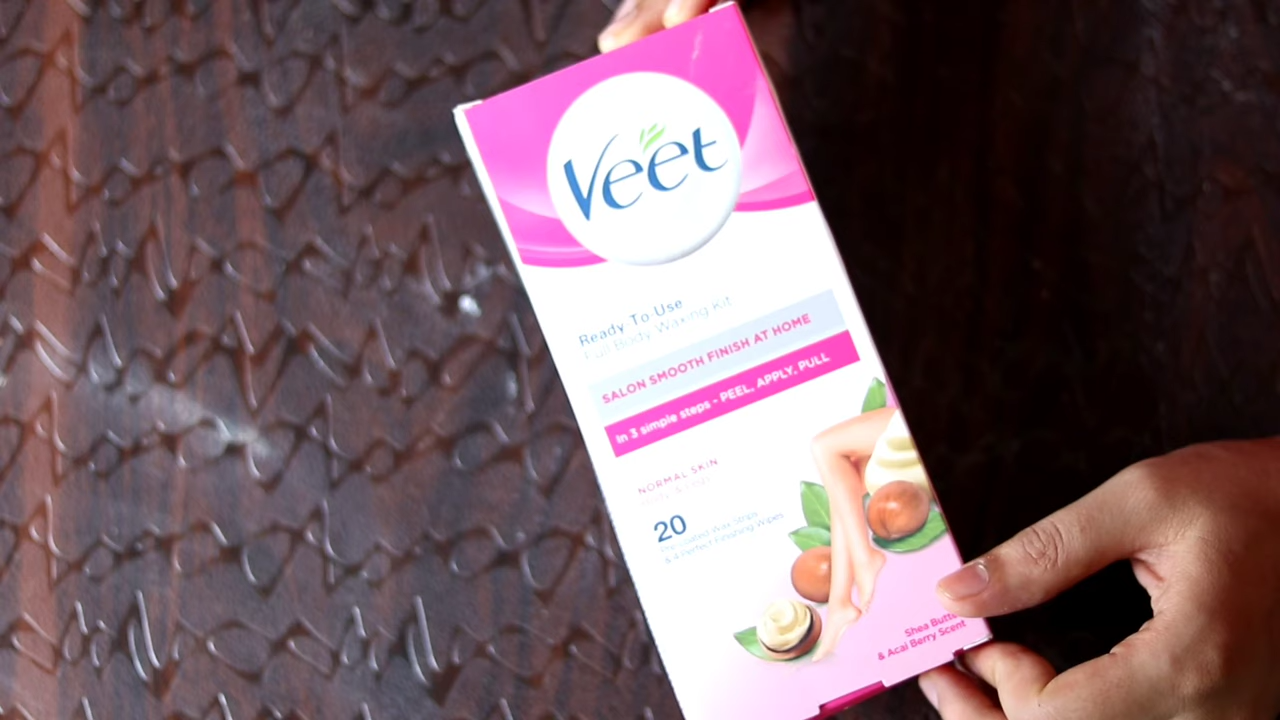 Veet
Ready To Use
Full Body Waxing Kit
SALON SMOOTH FINISH AT HOME
In 3 simple steps - PEEL, APPLY, PULL
NORMAL SKIN
20
Pre-coated Wax Strips
& 4 Perfect Finishing Wipes
Shea Butte
& Acai Berry Scent